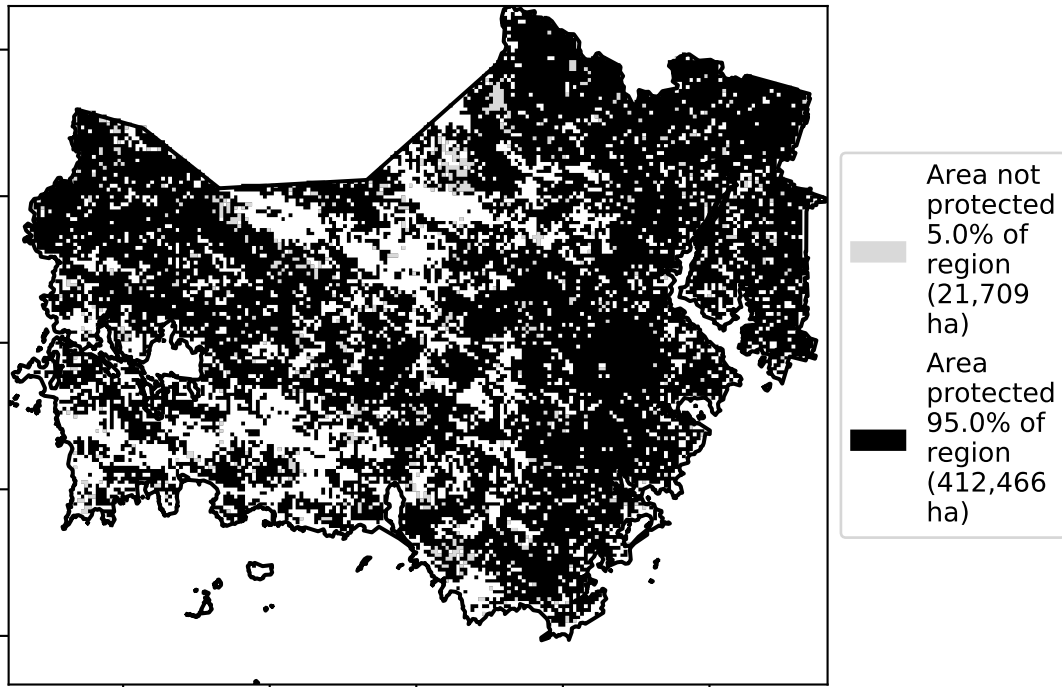 Area not
protected
5.0% of
region
(21,709
ha)
Area
protected
95.0% of
region
(412,466
ha)